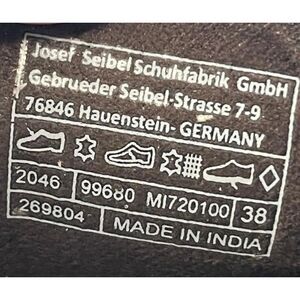 Josef Seibel Schuhfabrik GmbH
Gebrueder Seibel-Strasse 7-9
76846 Hauenstein-GERMANY
2046 99680 MI720100 38
269804 MADE IN INDIA